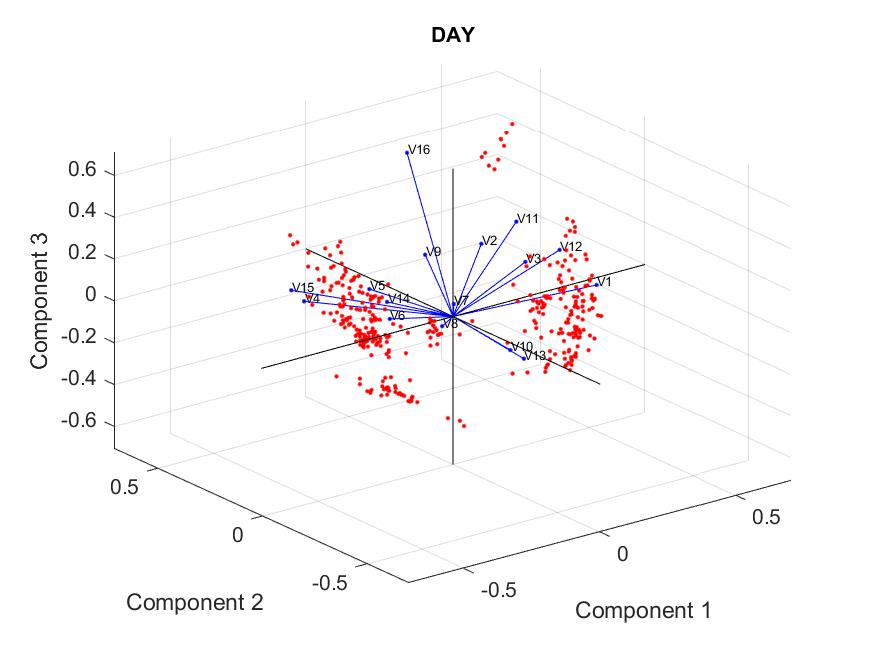 DAY
V16
V11
V2
V12
V9
V3
V1
V5
V15
V14
V4
V7
V6
V8
V10
V13
0.6
0.4
0.2
0
-0.2
-0.4
-0.6
Component 3
0.5
0
-0.5
Component 2
-0.5
0
0.5
Component 1